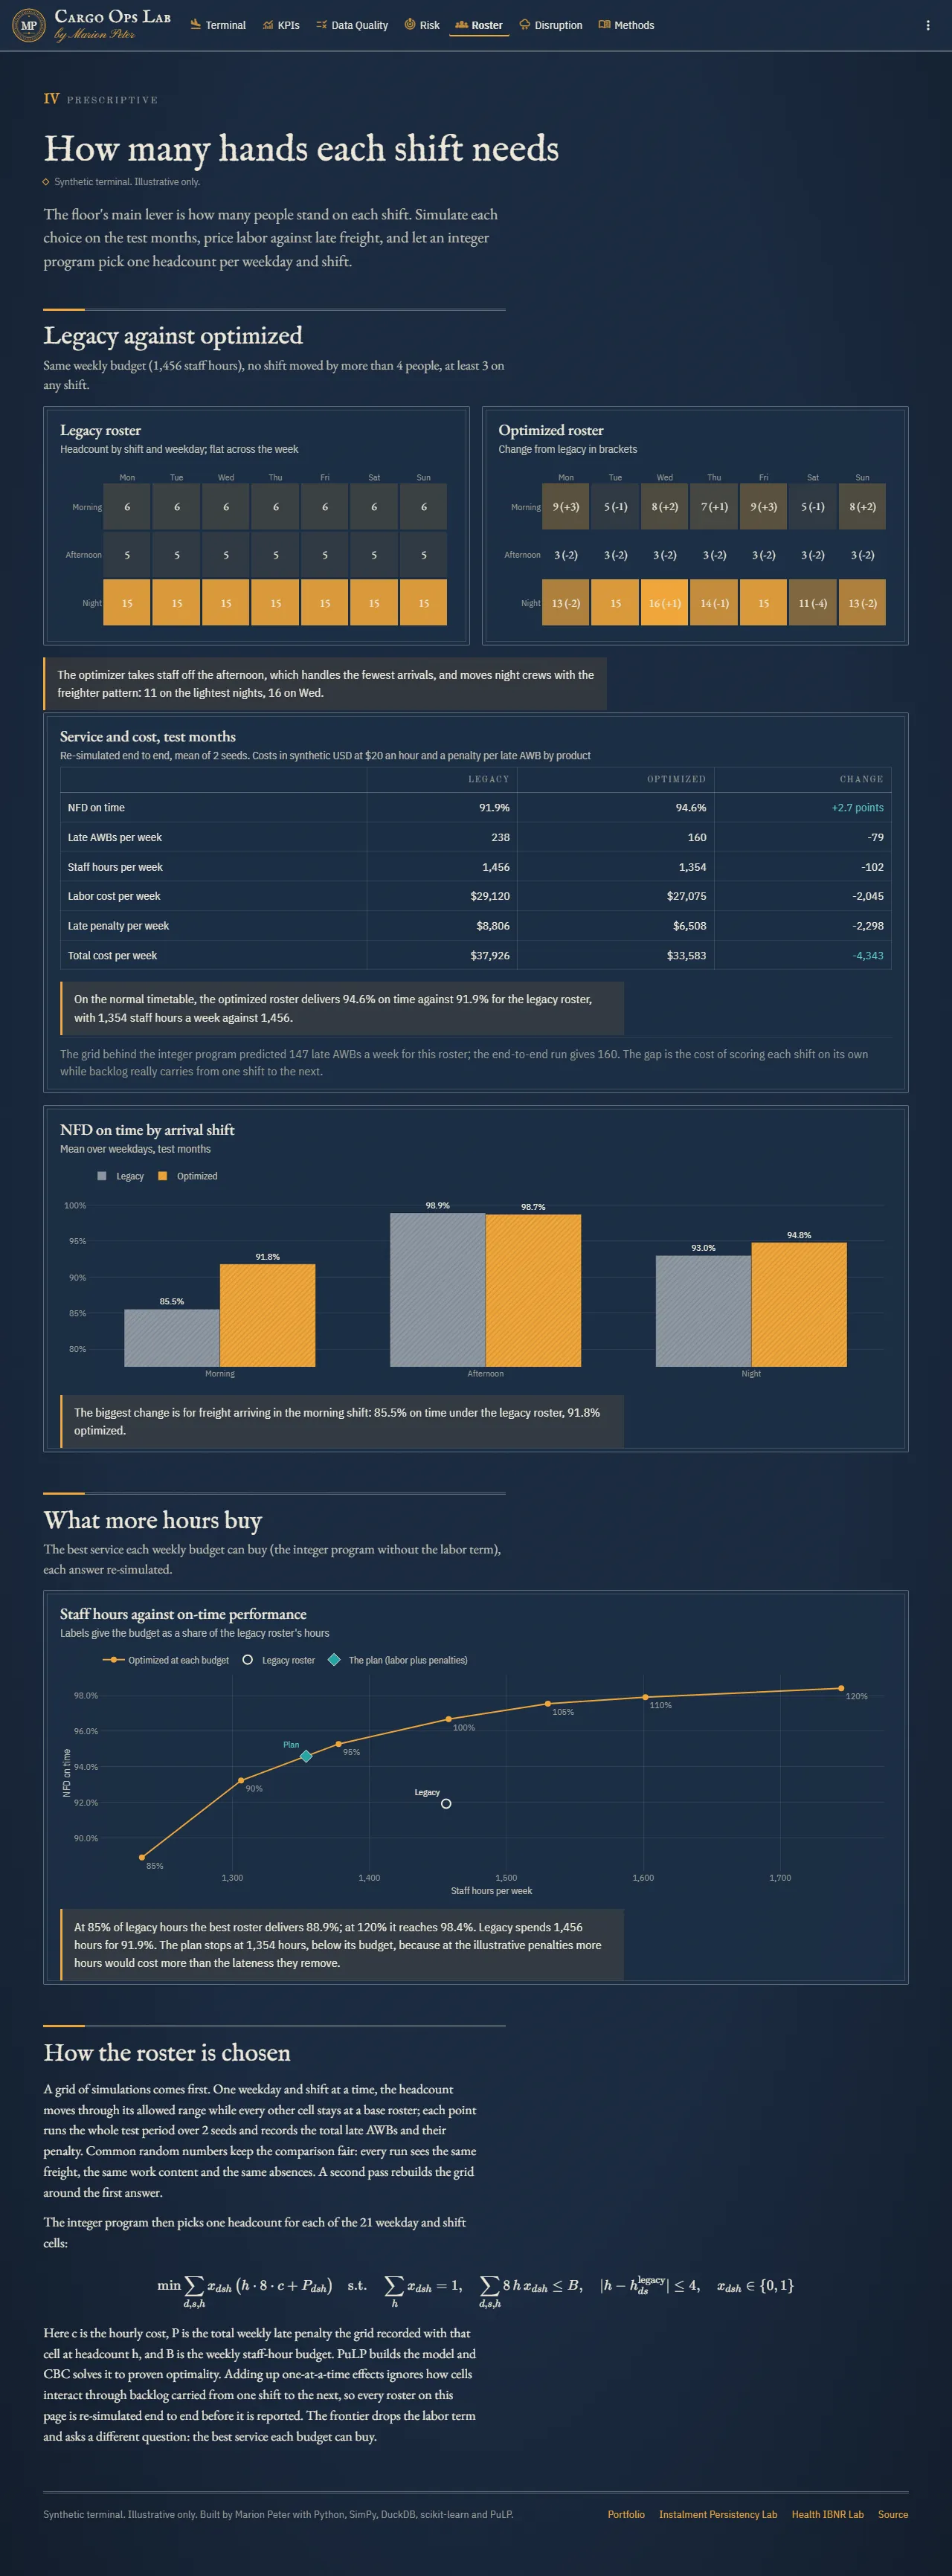 MP
CARGO OPS LAB
by Marion Peter
Terminal KPIs Data Quality Risk Roster Disruption Methods
IV PRESCRIPTIVE
How many hands each shift needs
Synthetic terminal. Illustrative only.
The floor's main lever is how many people stand on each shift. Simulate each
choice on the test months, price labor against late freight, and let an integer
program pick one headcount per weekday and shift.
Legacy against optimized
Same weekly budget (1,456 staff hours), no shift moved by more than 4 people, at least 3 on
any shift.
Legacy roster
Headcount by shift and weekday; flat across the week
Mon Tue Wed Thu Fri Sat Sun
Morning 6 6 6 6 6 6 6
Afternoon 5 5 5 5 5 5 5
Night 15 15 15 15 15 15 15
Optimized roster
Change from legacy in brackets
Mon Tue Wed Thu Fri Sat Sun
Morning 9 (+3) 5 (-1) 8 (+2) 7 (+1) 9 (+3) 5 (-1) 8 (+2)
Afternoon 3 (-2) 3 (-2) 3 (-2) 3 (-2) 3 (-2) 3 (-2) 3 (-2)
Night 13 (-2) 15 16 (+1) 14 (-1) 15 11 (-4) 13 (-2)
The optimizer takes staff off the afternoon, which handles the fewest arrivals, and moves night crews with the
freighter pattern: 11 on the lightest nights, 16 on Wed.
Service and cost, test months
Re-simulated end to end, mean of 2 seeds. Costs in synthetic USD at $20 an hour and a penalty per late AWB by product
LEGACY OPTIMIZED CHANGE
NFD on time 91.9% 94.6% +2.7 points
Late AWBs per week 238 160 -79
Staff hours per week 1,456 1,354 -102
Labor cost per week $29,120 $27,075 -2,045
Late penalty per week $8,806 $6,508 -2,298
Total cost per week $37,926 $33,583 -4,343
On the normal timetable, the optimized roster delivers 94.6% on time against 91.9% for the legacy roster,
with 1,354 staff hours a week against 1,456.
The grid behind the integer program predicted 147 late AWBs a week for this roster; the end-to-end run gives 160. The gap is the cost of scoring each shift on its own
while backlog really carries from one shift to the next.
NFD on time by arrival shift
Mean over weekdays, test months
Legacy Optimized
100%
95%
90%
85%
80%
85.5% 91.8% 98.9% 98.7% 93.0% 94.8%
Morning Afternoon Night
The biggest change is for freight arriving in the morning shift: 85.5% on time under the legacy roster, 91.8%
optimized.
What more hours buy
The best service each weekly budget can buy (the integer program without the labor term),
each answer re-simulated.
Staff hours against on-time performance
Labels give the budget as a share of the legacy roster's hours
Optimized at each budget Legacy roster The plan (labor plus penalties)
NFD on time
98.0%
96.0%
94.0%
92.0%
90.0%
85% 90% Plan 95% 100% Legacy 105% 110% 120%
1,300 1,400 1,500 1,600 1,700
Staff hours per week
At 85% of legacy hours the best roster delivers 88.9%; at 120% it reaches 98.4%. Legacy spends 1,456
hours for 91.9%. The plan stops at 1,354 hours, below its budget, because at the illustrative penalties more
hours would cost more than the lateness they remove.
How the roster is chosen
A grid of simulations comes first. One weekday and shift at a time, the headcount
moves through its allowed range while every other cell stays at a base roster; each point
runs the whole test period over 2 seeds and records the total late AWBs and their
penalty. Common random numbers keep the comparison fair: every run sees the same
freight, the same work content and the same absences. A second pass rebuilds the grid
around the first answer.
The integer program then picks one headcount for each of the 21 weekday and shift
cells:
min ∑_{d,s,h} x_{dsh} (h · 8 · c + P_{dsh}) s.t. ∑_h x_{dsh} = 1, ∑_{d,s,h} 8 h x_{dsh} ≤ B, |h − h_{ds}^{legacy}| ≤ 4, x_{dsh} ∈ {0, 1}
Here c is the hourly cost, P is the total weekly late penalty the grid recorded with that
cell at headcount h, and B is the weekly staff-hour budget. PuLP builds the model and
CBC solves it to proven optimality. Adding up one-at-a-time effects ignores how cells
interact through backlog carried from one shift to the next, so every roster on this
page is re-simulated end to end before it is reported. The frontier drops the labor term
and asks a different question: the best service each budget can buy.
Synthetic terminal. Illustrative only. Built by Marion Peter with Python, SimPy, DuckDB, scikit-learn and PuLP.
Portfolio Instalment Persistency Lab Health IBNR Lab Source